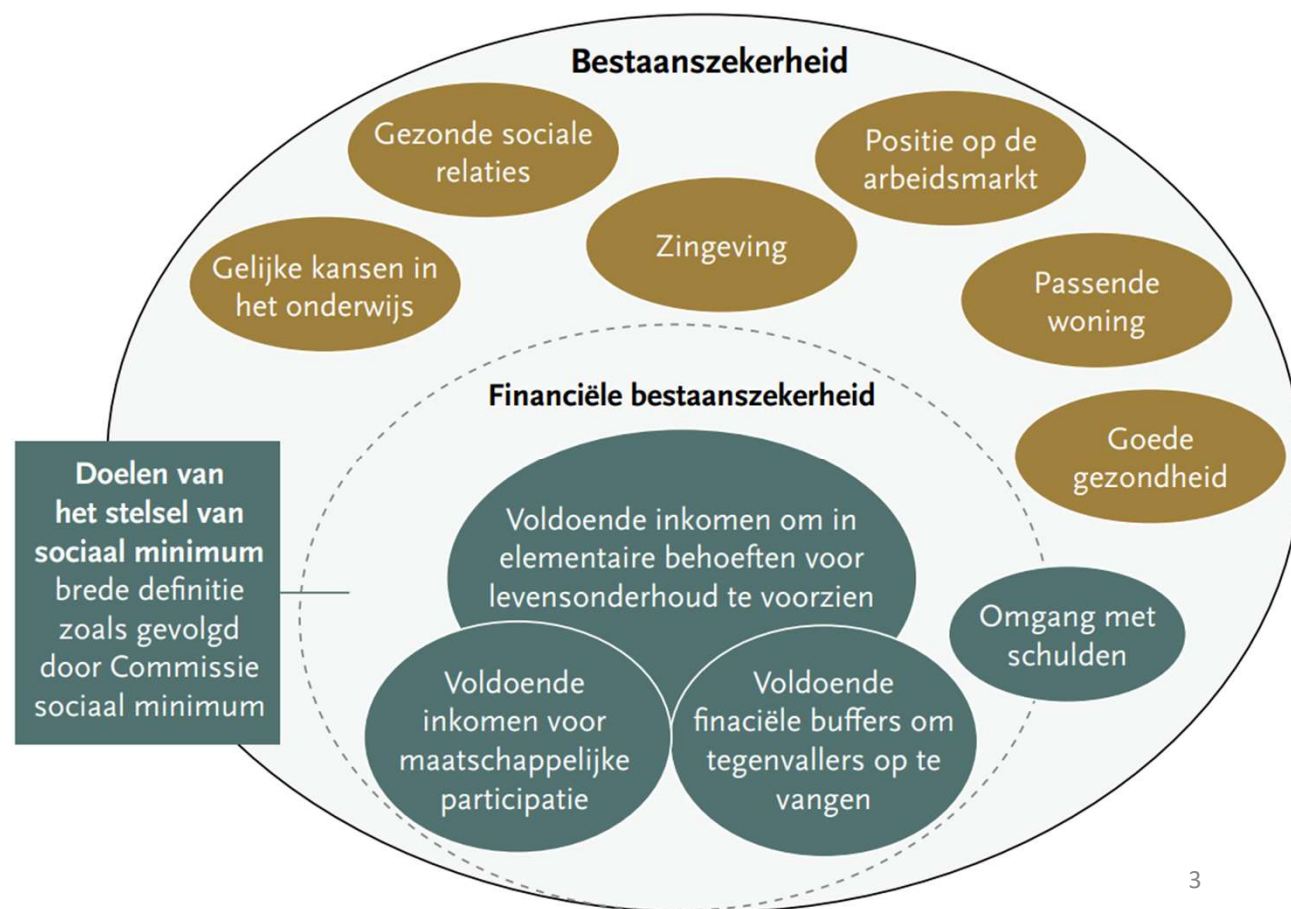 Bestaanszekerheid
Gezonde sociale
relaties
Positie op de
arbeidsmarkt
Zingeving
Gelijke kansen in
het onderwijs
Passende
woning
Goede
gezondheid
Financiële bestaanszekerheid
Doelen van
het stelsel van
sociaal minimum
brede definitie
zoals gevolgd
door Commissie
sociaal minimum
Voldoende inkomen om in
elementaire behoeften voor
levensonderhoud te voorzien
Omgang met
schulden
Voldoende
inkomen voor
maatschappelijke
participatie
Voldoende
finaciële buffers om
tegenvallers op te
vangen
3